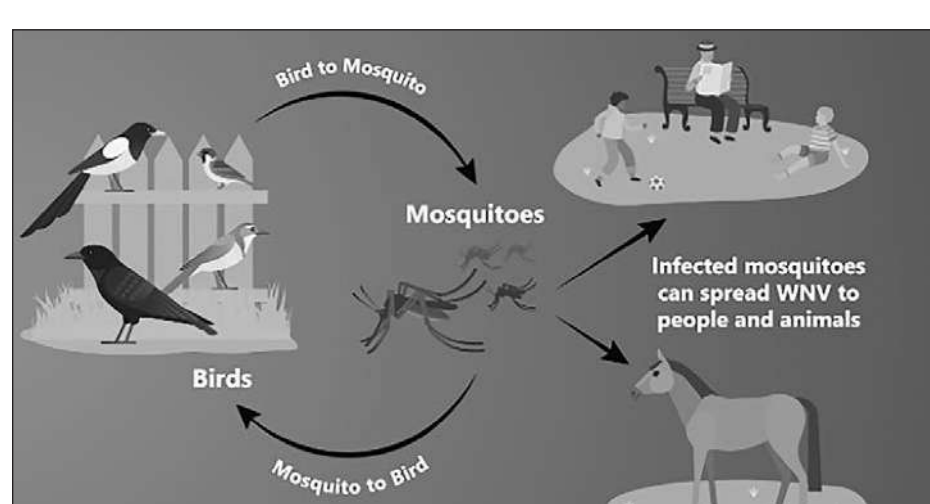 Bird to Mosquito
Mosquitoes
Infected mosquitoes
can spread WNV to
people and animals
Birds
Mosquito to Bird